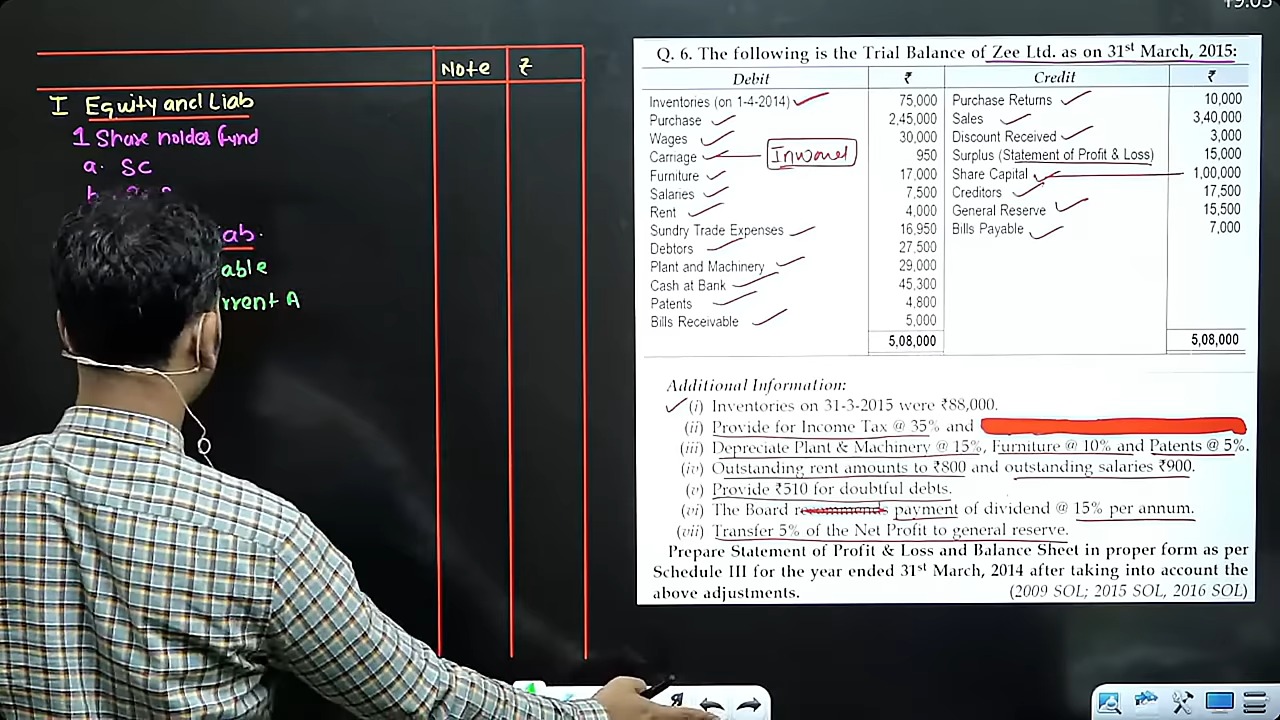 19:05
Note ₹
I Equity and Liab
1 Share holdes fund
a. SC
ab.
able
rrent A
Q. 6. The following is the Trial Balance of Zee Ltd. as on 31st March, 2015:
Debit ₹ Credit ₹
Inventories (on 1-4-2014) 75,000 Purchase Returns 10,000
Purchase 2,45,000 Sales 3,40,000
Wages 30,000 Discount Received 3,000
Carriage Inward 950 Surplus (Statement of Profit & Loss) 15,000
Furniture 17,000 Share Capital 1,00,000
Salaries 7,500 Creditors 17,500
Rent 4,000 General Reserve 15,500
Sundry Trade Expenses 16,950 Bills Payable 7,000
Debtors 27,500
Plant and Machinery 29,000
Cash at Bank 45,300
Patents 4,800
Bills Receivable 5,000
5,08,000 5,08,000
Additional Information:
(i) Inventories on 31-3-2015 were ₹88,000.
(ii) Provide for Income Tax @ 35% and
(iii) Depreciate Plant & Machinery @ 15%, Furniture @ 10% and Patents @ 5%.
(iv) Outstanding rent amounts to ₹800 and outstanding salaries ₹900.
(v) Provide ₹510 for doubtful debts.
(vi) The Board recommends payment of dividend @ 15% per annum.
(vii) Transfer 5% of the Net Profit to general reserve.
Prepare Statement of Profit & Loss and Balance Sheet in proper form as per
Schedule III for the year ended 31st March, 2014 after taking into account the
above adjustments. (2009 SOL; 2015 SOL, 2016 SOL)